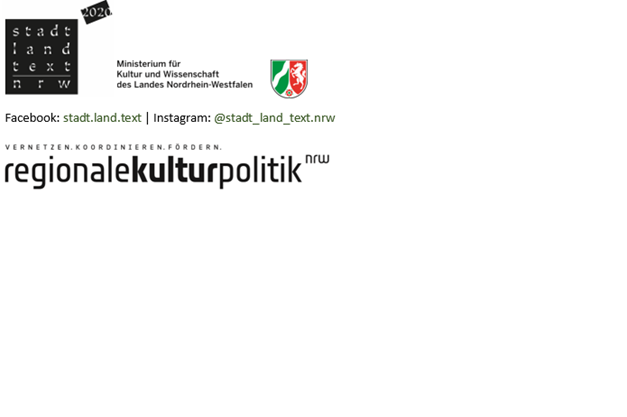 2020
stadt
land
text
nrw
Ministerium für
Kultur und Wissenschaft
des Landes Nordrhein-Westfalen
Facebook: stadt.land.text | Instagram: @stadt_land_text.nrw
VERNETZEN.KOORDINIEREN.FÖRDERN.
regionalekulturpolitik nrw